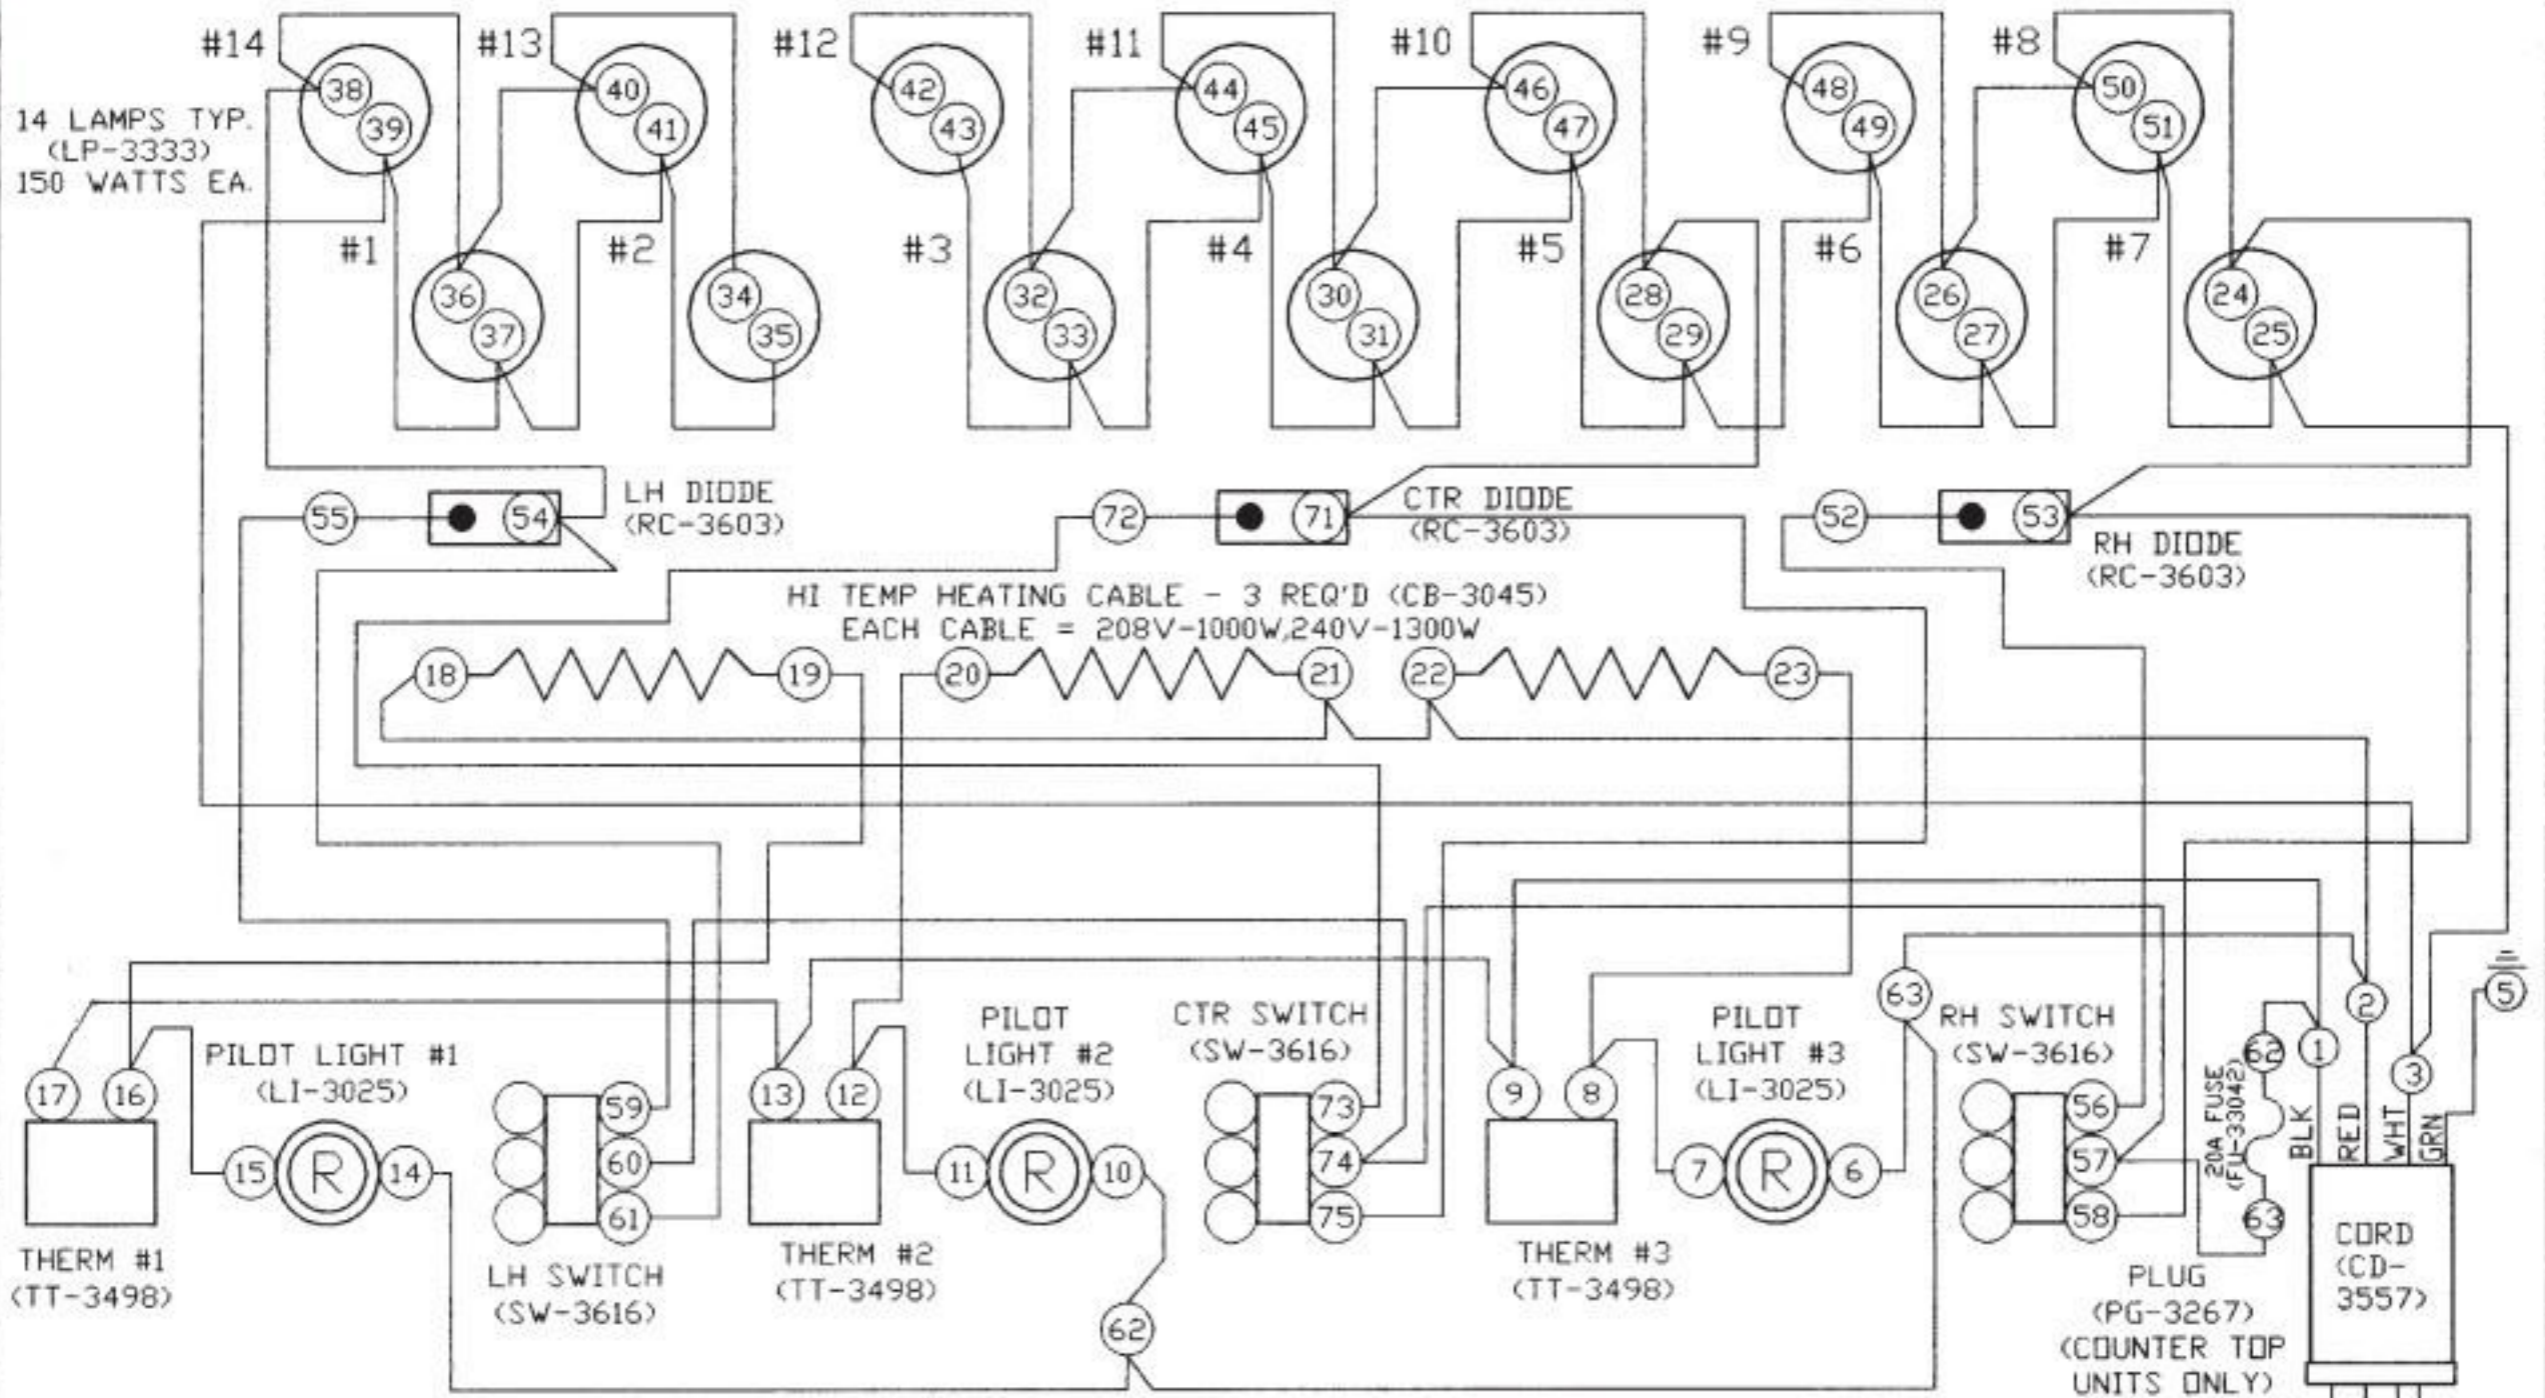 #14 #13 #12 #11 #10 #9 #8
38 40 42 44 46 48 50
39 41 43 45 47 49 51
14 LAMPS TYP.
(LP-3333)
150 WATTS EA.
#1 #2 #3 #4 #5 #6 #7
36 34 32 30 28 26 24
37 35 33 31 29 27 25
55 54
LH DIODE
(RC-3603)
72 71
CTR DIODE
(RC-3603)
52 53
RH DIODE
(RC-3603)
HI TEMP HEATING CABLE - 3 REQ'D (CB-3045)
EACH CABLE = 208V-1000W,240V-1300W
18 19 20 21 22 23
17 16
THERM #1
(TT-3498)
PILOT LIGHT #1
(LI-3025)
15 R 14
59
60
61
LH SWITCH
(SW-3616)
13 12
THERM #2
(TT-3498)
PILOT
LIGHT #2
(LI-3025)
11 R 10
62
CTR SWITCH
(SW-3616)
73
74
75
9 8
THERM #3
(TT-3498)
PILOT
LIGHT #3
(LI-3025)
7 R 6
63
RH SWITCH
(SW-3616)
56
57
58
62
63
20A FUSE
(FU-33042)
1
2
3
5
BLK
RED
WHT
GRN
CORD
(CD-
3557)
PLUG
(PG-3267)
(COUNTER TOP
UNITS ONLY)